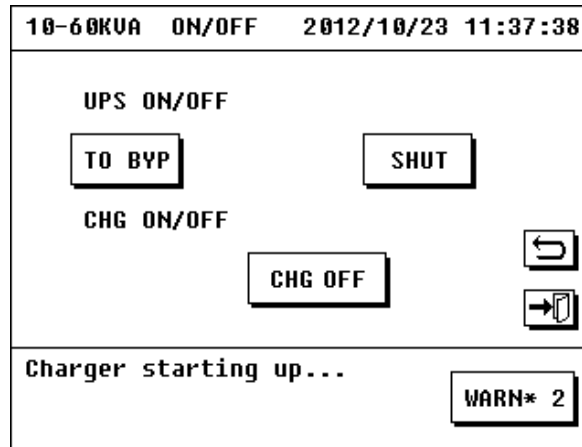 10-60KVA ON/OFF 2012/10/23 11:37:38
UPS ON/OFF
TO BYP SHUT
CHG ON/OFF
CHG OFF
Charger starting up...
WARN* 2